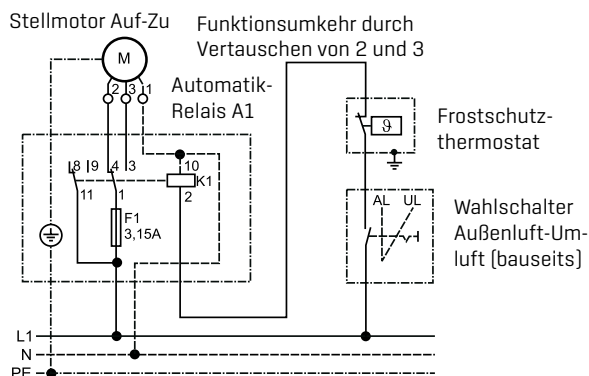 Stellmotor Auf-Zu
Funktionsumkehr durch
Vertauschen von 2 und 3
M
2 3 1
Automatik-
Relais A1
Frostschutz-
thermostat
ϑ
8 9 4 3 10
K1
11 1 2
F1
3,15A
AL UL
Wahlschalter
Außenluft-Um-
luft (bauseits)
L1
N
PE